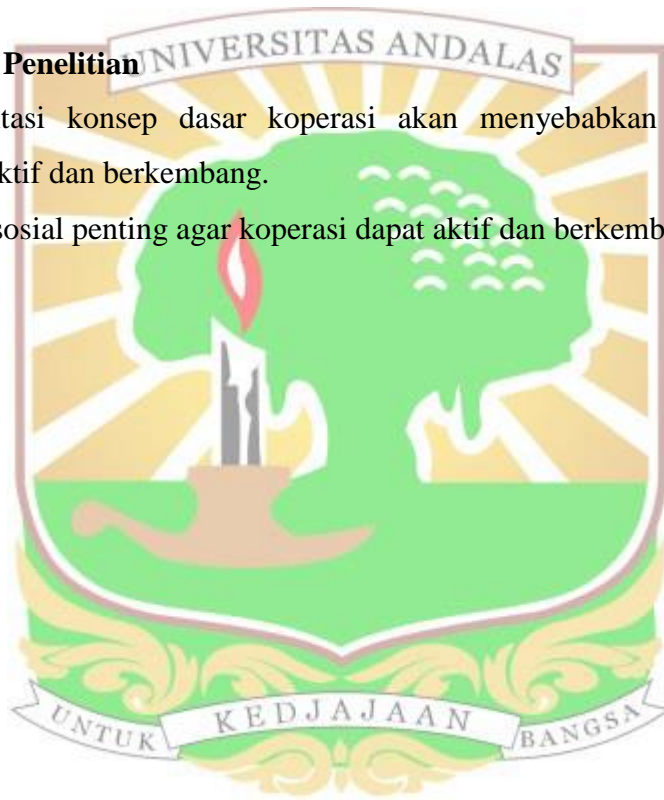 UNIVERSITAS ANDALAS
Penelitian
tasi konsep dasar koperasi akan menyebabkan
ktif dan berkembang.
sosial penting agar koperasi dapat aktif dan berkemb
UNTUK KEDJAJAAN BANGSA